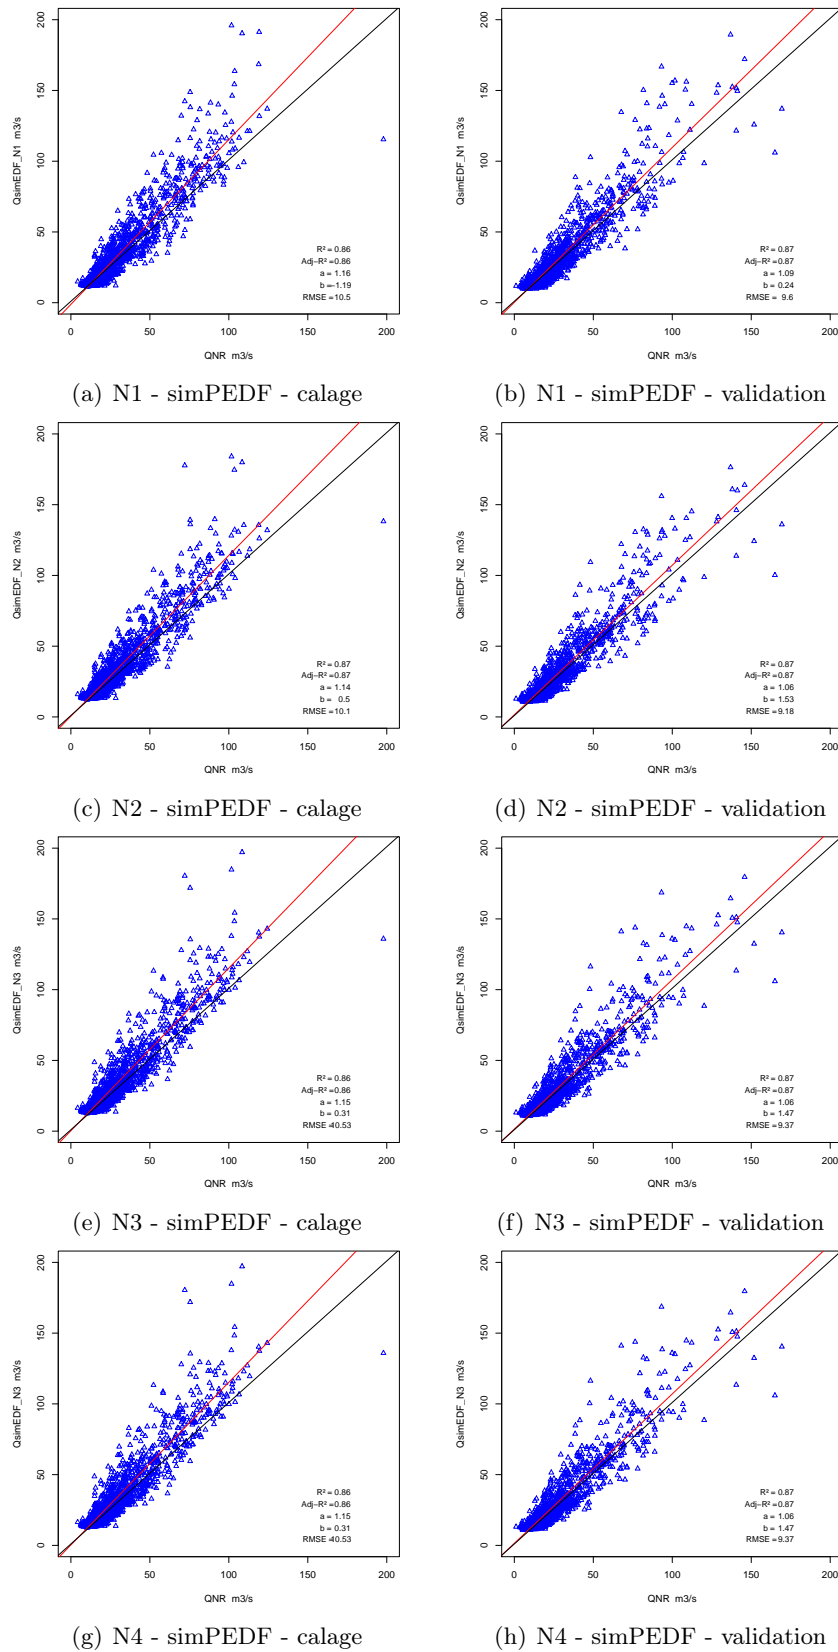 200
150
100
50
0
QsimEDF_N1 m3/s
R² = 0.86
Adj−R² =0.86
a = 1.16
b =−1.19
RMSE =10.5
0 50 100 150 200
QNR m3/s
(a) N1 - simPEDF - calage
200
150
100
50
0
QsimEDF_N1 m3/s
R² = 0.87
Adj−R² =0.87
a = 1.09
b = 0.24
RMSE = 9.6
0 50 100 150 200
QNR m3/s
(b) N1 - simPEDF - validation
200
150
100
50
0
QsimEDF_N2 m3/s
R² = 0.87
Adj−R² =0.87
a = 1.14
b = 0.5
RMSE =10.1
0 50 100 150 200
QNR m3/s
(c) N2 - simPEDF - calage
200
150
100
50
0
QsimEDF_N2 m3/s
R² = 0.87
Adj−R² =0.87
a = 1.06
b = 1.53
RMSE =9.18
0 50 100 150 200
QNR m3/s
(d) N2 - simPEDF - validation
200
150
100
50
0
QsimEDF_N3 m3/s
R² = 0.86
Adj−R² =0.86
a = 1.15
b = 0.31
RMSE =10.53
0 50 100 150 200
QNR m3/s
(e) N3 - simPEDF - calage
200
150
100
50
0
QsimEDF_N3 m3/s
R² = 0.87
Adj−R² =0.87
a = 1.06
b = 1.47
RMSE =9.37
0 50 100 150 200
QNR m3/s
(f) N3 - simPEDF - validation
200
150
100
50
0
QsimEDF_N3 m3/s
R² = 0.86
Adj−R² =0.86
a = 1.15
b = 0.31
RMSE =10.53
0 50 100 150 200
QNR m3/s
(g) N4 - simPEDF - calage
200
150
100
50
0
QsimEDF_N3 m3/s
R² = 0.87
Adj−R² =0.87
a = 1.06
b = 1.47
RMSE =9.37
0 50 100 150 200
QNR m3/s
(h) N4 - simPEDF - validation